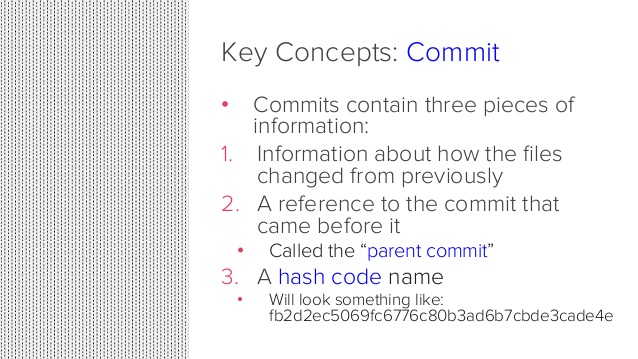 Key Concepts: Commit
• Commits contain three pieces of
information:
1. Information about how the files
changed from previously
2. A reference to the commit that
came before it
• Called the “parent commit”
3. A hash code name
• Will look something like:
fb2d2ec5069fc6776c80b3ad6b7cbde3cade4e